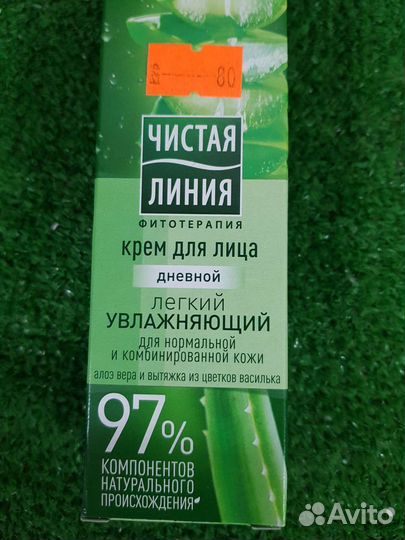 80
ЧИСТАЯ
ЛИНИЯ
ФИТОТЕРАПИЯ
крем для лица
дневной
легкий
УВЛАЖНЯЮЩИЙ
для нормальной
и комбинированной кожи
алоэ вера и вытяжка из цветков василька
97%
КОМПОНЕНТОВ
НАТУРАЛЬНОГО
ПРОИСХОЖДЕНИЯ
Avito